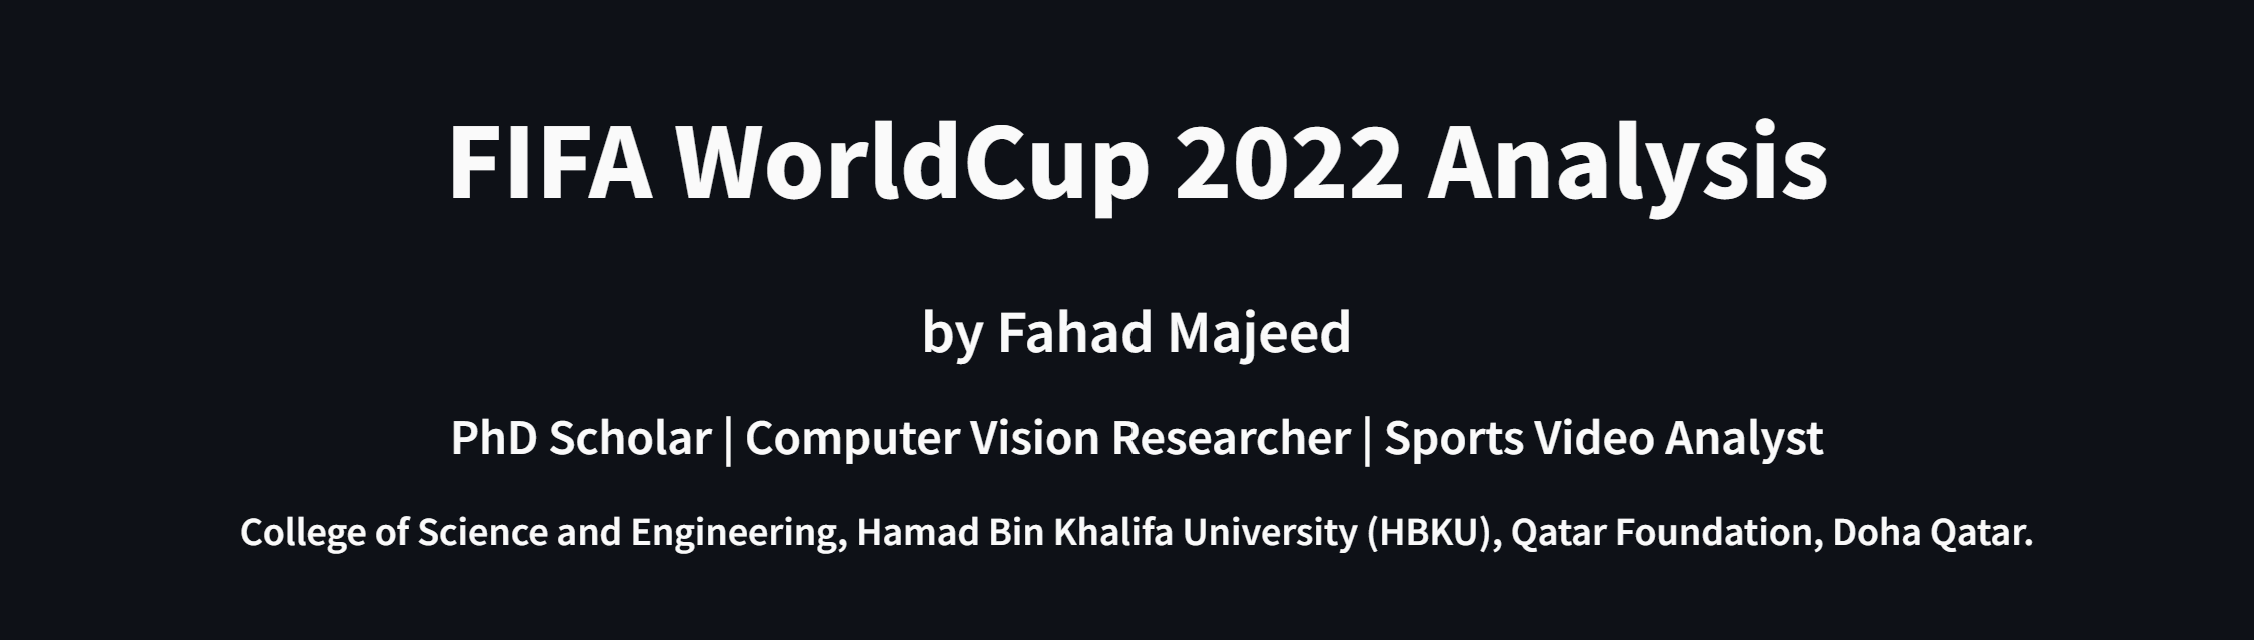 FIFA WorldCup 2022 Analysis
by Fahad Majeed
PhD Scholar | Computer Vision Researcher | Sports Video Analyst
College of Science and Engineering, Hamad Bin Khalifa University (HBKU), Qatar Foundation, Doha Qatar.